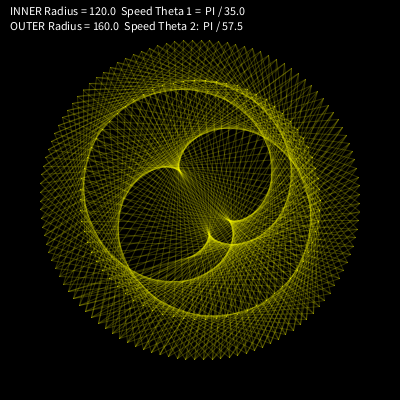 INNER Radius = 120.0  Speed Theta 1 =  PI / 35.0
OUTER Radius = 160.0  Speed Theta 2:  PI / 57.5